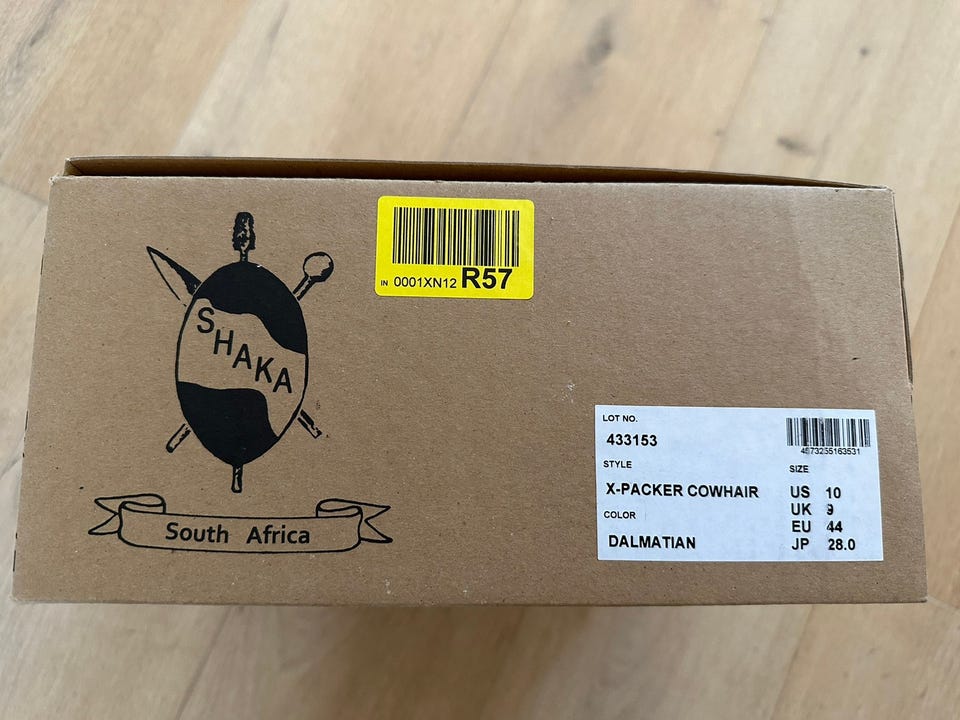 SHAKA
South Africa
IN 0001XN12 R57
LOT NO.
433153
4573255163531
STYLE
SIZE
X-PACKER COWHAIR
US 10
UK 9
COLOR
EU 44
DALMATIAN
JP 28.0